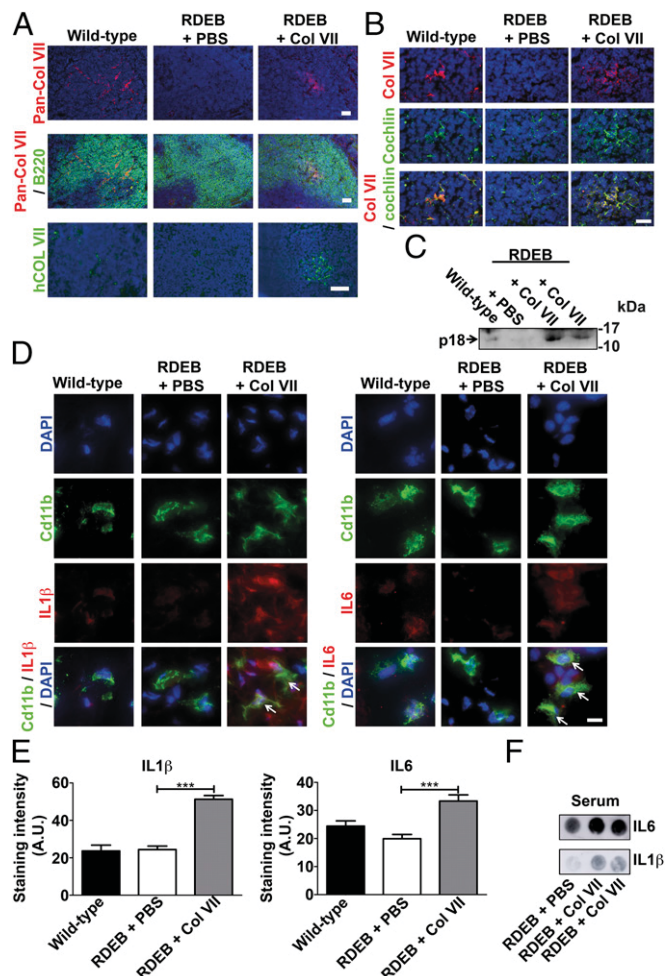 A
Wild-type
RDEB
+ PBS
RDEB
+ Col VII
Pan-Col VII
Pan-Col VII
/ B220
hCOL VII
B
Wild-type
RDEB
+ PBS
RDEB
+ Col VII
Col VII
Cochlin
Col VII
/ cochlin
C
RDEB
Wild-type
+ PBS
+ Col VII
+ Col VII
kDa
p18
-17
-10
D
Wild-type
RDEB
+ PBS
RDEB
+ Col VII
DAPI
Cd11b
IL1β
Cd11b / IL1β
/ DAPI
Wild-type
RDEB
+ PBS
RDEB
+ Col VII
DAPI
Cd11b
IL6
Cd11b / IL6
/ DAPI
E
IL1β
Staining intensity
(A.U.)
60
40
20
0
***
Wild-type
RDEB + PBS
RDEB + Col VII
IL6
Staining intensity
(A.U.)
40
30
20
10
0
***
Wild-type
RDEB + PBS
RDEB + Col VII
F
Serum
IL6
IL1β
RDEB + PBS
RDEB + Col VII
RDEB + Col VII